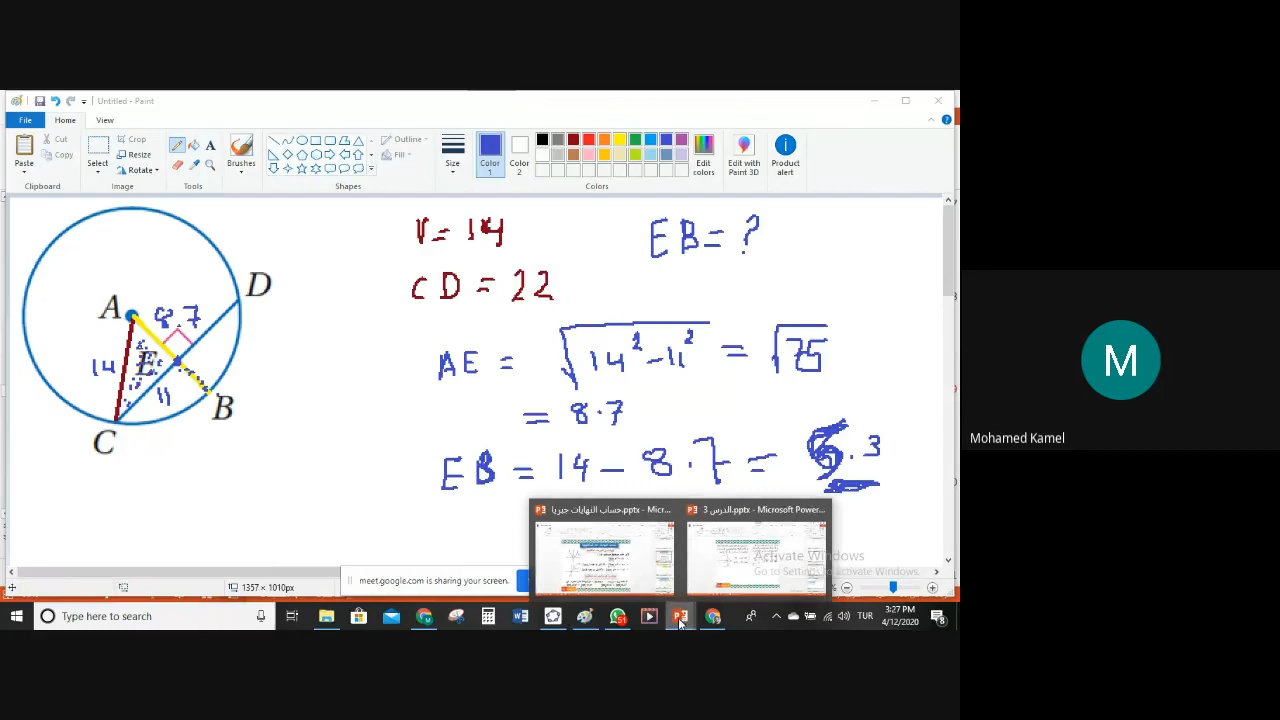 Untitled - Paint
File
Home
View
Paste
Cut
Copy
Clipboard
Select
Crop
Resize
Rotate
Image
Tools
Brushes
Shapes
Outline
Fill
Size
Color 1
Color 2
Colors
Edit colors
Edit with Paint 3D
Product alert
r = 14
EB = ?
CD = 22
D
A
8.7
14
E
11
B
C
AE = √14² - 11² = √75
= 8.7
EB = 14 - 8.7 = 5.3
حساب النهايات جبريا.pptx - Micr...
الدرس 3.pptx - Microsoft Power...
Activate Windows
Go to Settings to activate Windows.
1357 × 1010px
meet.google.com is sharing your screen.
Type here to search
51
TUR
3:27 PM
4/12/2020
8
M
Mohamed Kamel